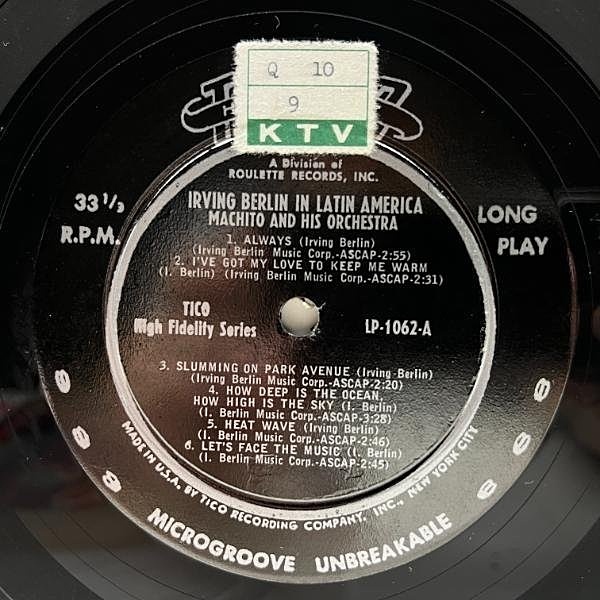 Q 10
9
KTV
A Division of
ROULETTE RECORDS, INC.
33 1/3
R.P.M.
LONG
PLAY
IRVING BERLIN IN LATIN AMERICA
MACHITO AND HIS ORCHESTRA
1. ALWAYS (Irving Berlin)
(Irving Berlin Music Corp.-ASCAP-2:55)
2. I'VE GOT MY LOVE TO KEEP ME WARM
(I. Berlin) (Irving Berlin Music Corp.-ASCAP-2:31)
TICO
High Fidelity Series
LP-1062-A
3. SLUMMING ON PARK AVENUE (Irving Berlin)
(Irving Berlin Music Corp.-ASCAP-2:20)
4. HOW DEEP IS THE OCEAN,
HOW HIGH IS THE SKY (I. Berlin)
(I. Berlin Music Corp.-ASCAP-3:28)
5. HEAT WAVE (Irving Berlin)
(I. Berlin Music Corp.-ASCAP-2:46)
6. LET'S FACE THE MUSIC (I. Berlin)
(I. Berlin Music Corp.-ASCAP-2:45)
MADE IN U.S.A. BY TICO RECORDING COMPANY, INC., NEW YORK CITY
MICROGROOVE UNBREAKABLE